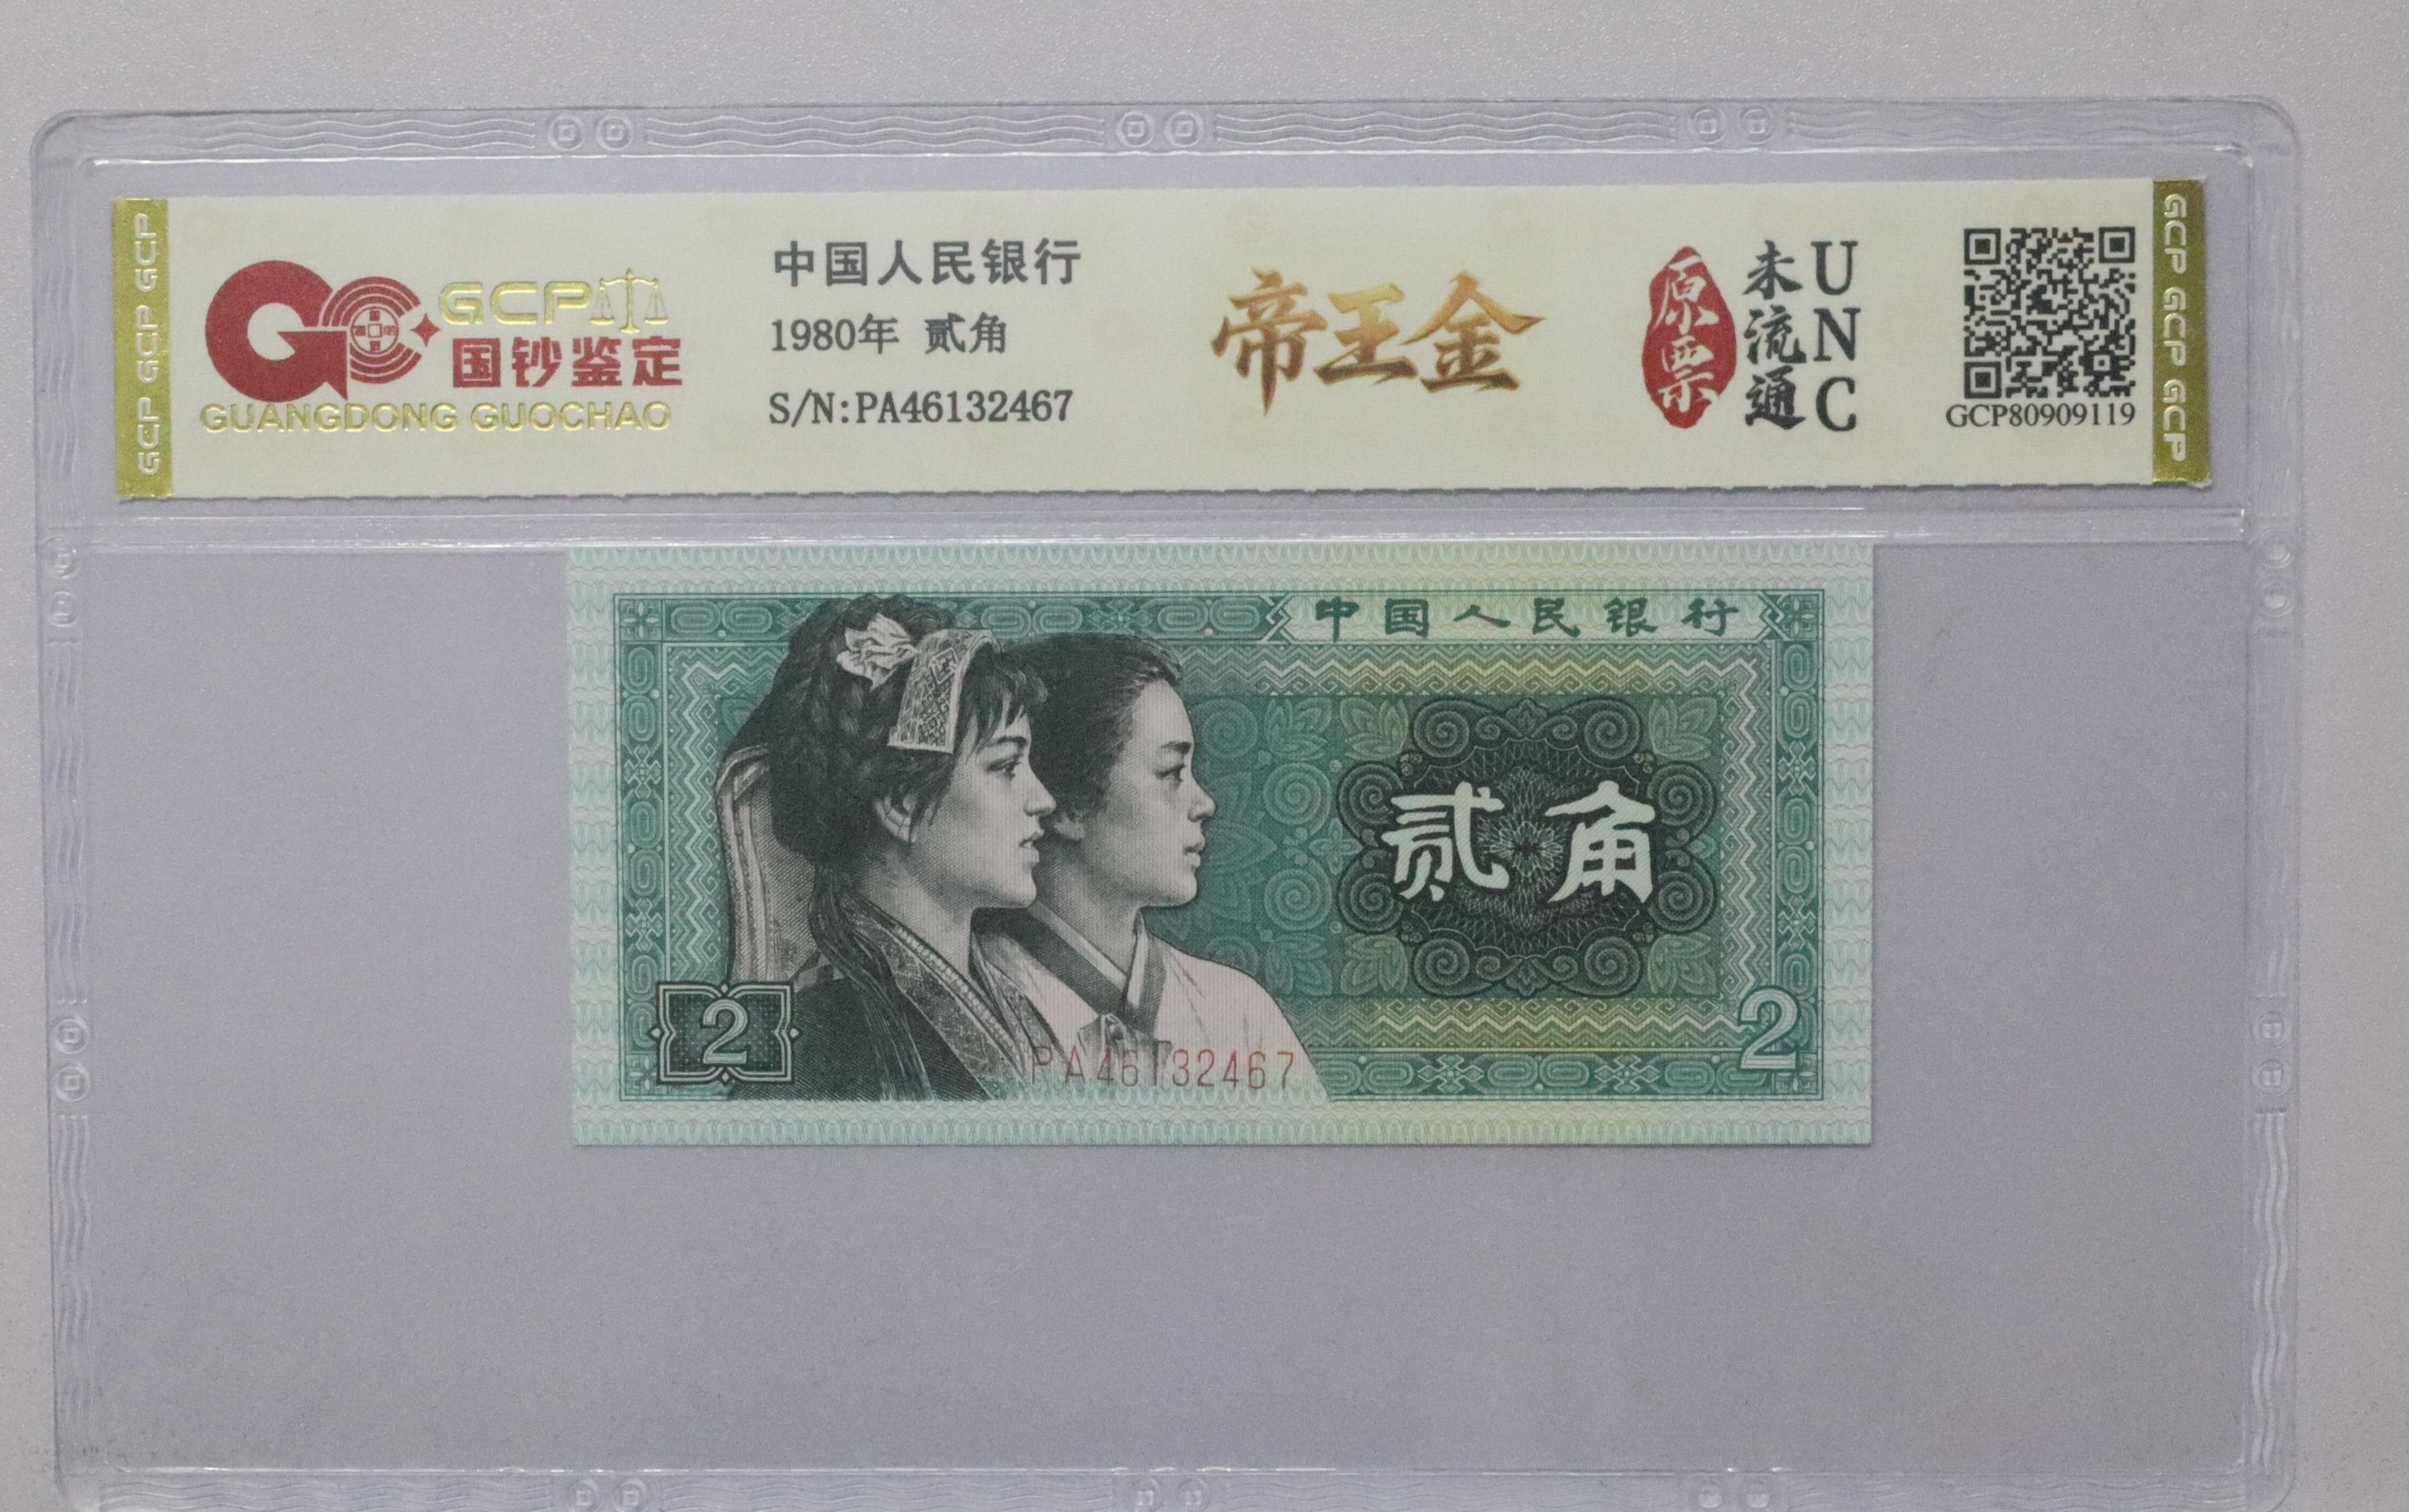 GCP GCP GCP
GCP
国钞鉴定
GUANGDONG GUOCHAO
中国人民银行
1980年 贰角
S/N:PA46132467
帝王金
原票
未流通
UNC
GCP80909119
GCP GCP GCP
中国人民银行
贰角
2
2
PA46132467